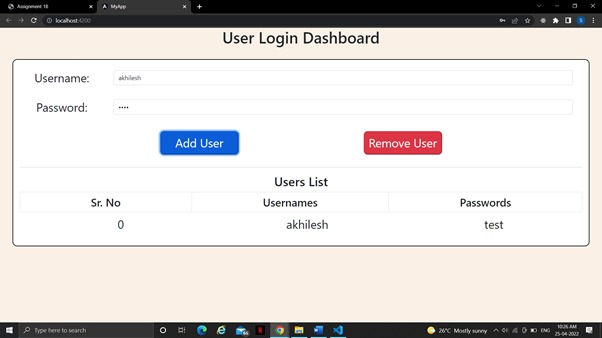 Assignment 18
MyApp
localhost:4200
User Login Dashboard
Username: akhilesh
Password: ••••
Add User Remove User
Users List
Sr. No Usernames Passwords
0 akhilesh test
Type here to search
66
26°C Mostly sunny
ENG
10:26 AM
25-04-2022